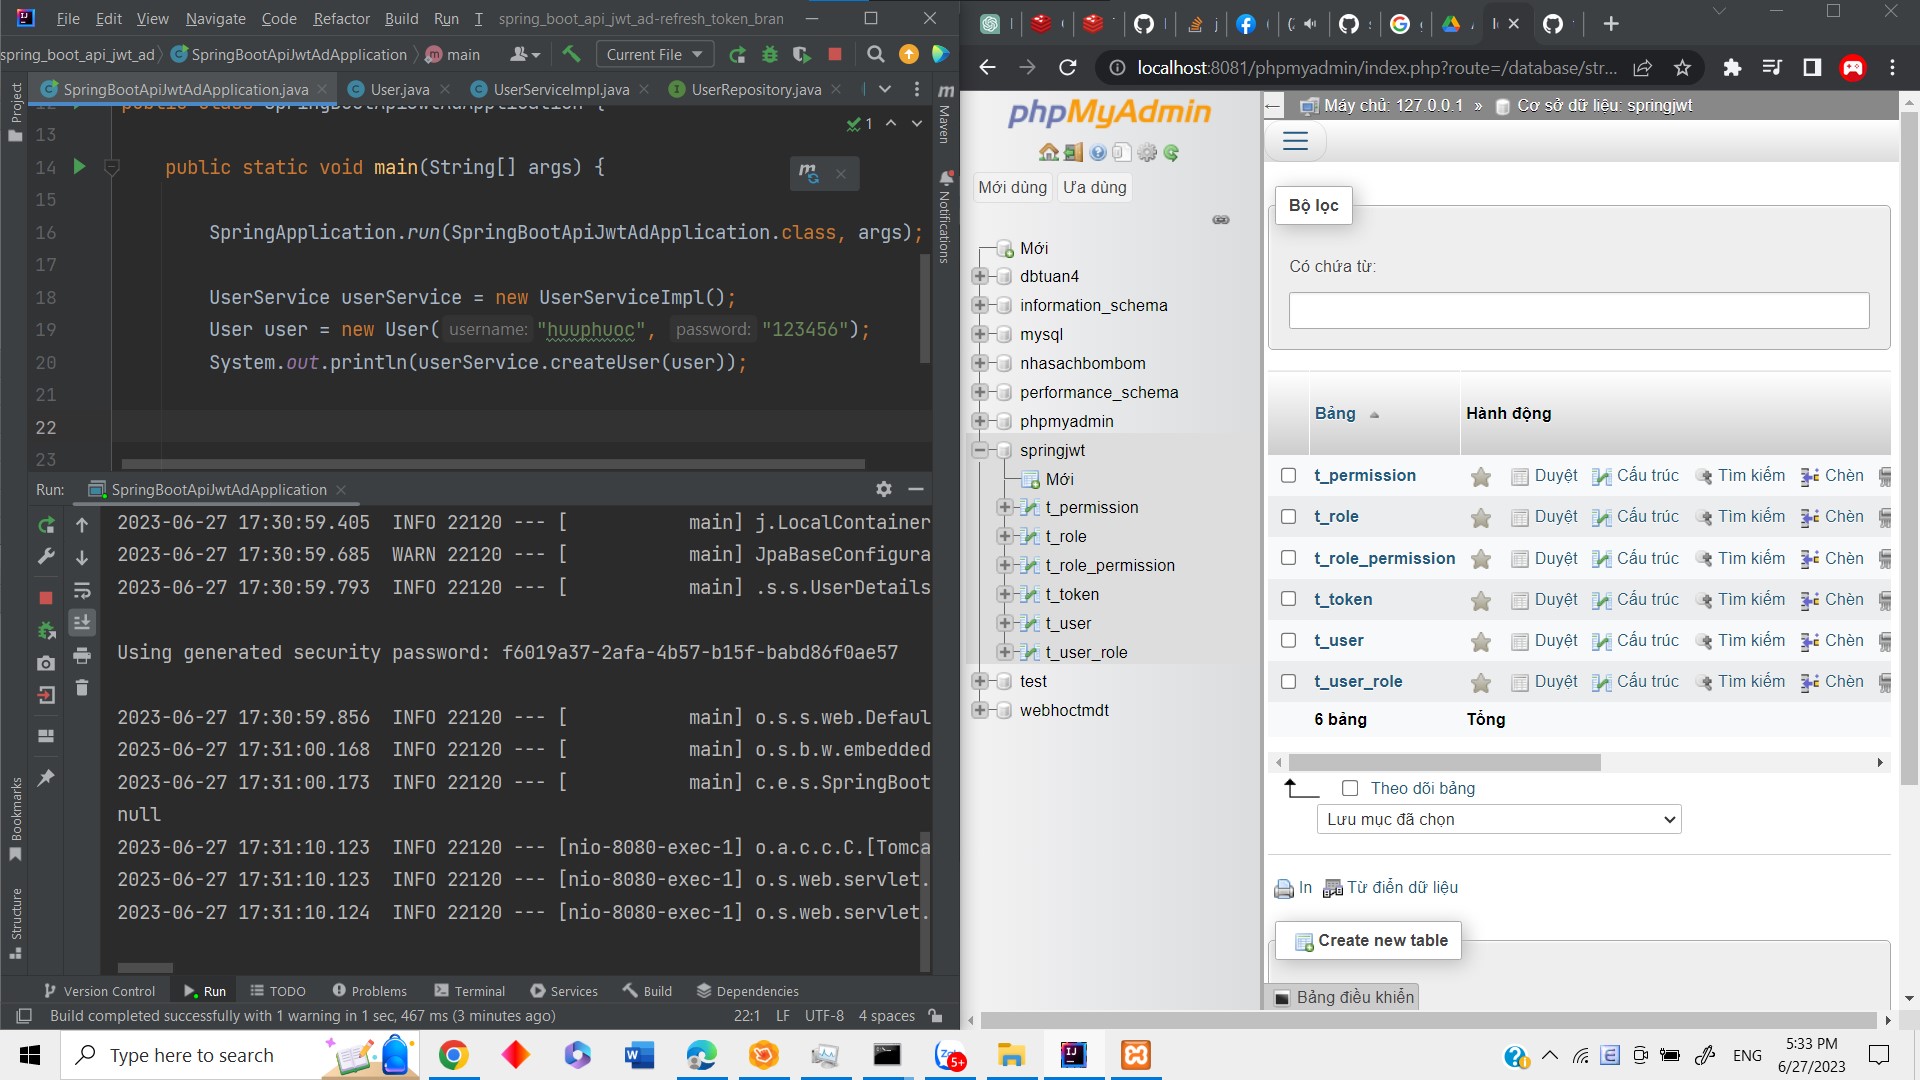 File Edit View Navigate Code Refactor Build Run T spring_boot_api_jwt_ad-refresh_token_bran
spring_boot_api_jwt_ad SpringBootApiJwtAdApplication main Current File
SpringBootApiJwtAdApplication.java User.java UserServiceImpl.java UserRepository.java
Project
Maven
Notifications
Bookmarks
Structure
13
14 public static void main(String[] args) {
15
16 SpringApplication.run(SpringBootApiJwtAdApplication.class, args);
17
18 UserService userService = new UserServiceImpl();
19 User user = new User( username: "huuphuoc", password: "123456");
20 System.out.println(userService.createUser(user));
21
22
23
1
Run: SpringBootApiJwtAdApplication
2023-06-27 17:30:59.405 INFO 22120 --- [ main] j.LocalContainer
2023-06-27 17:30:59.685 WARN 22120 --- [ main] JpaBaseConfigura
2023-06-27 17:30:59.793 INFO 22120 --- [ main] .s.s.UserDetails
Using generated security password: f6019a37-2afa-4b57-b15f-babd86f0ae57
2023-06-27 17:30:59.856 INFO 22120 --- [ main] o.s.s.web.Defaul
2023-06-27 17:31:00.168 INFO 22120 --- [ main] o.s.b.w.embedded
2023-06-27 17:31:00.173 INFO 22120 --- [ main] c.e.s.SpringBoot
null
2023-06-27 17:31:10.123 INFO 22120 --- [nio-8080-exec-1] o.a.c.c.C.[Tomca
2023-06-27 17:31:10.123 INFO 22120 --- [nio-8080-exec-1] o.s.web.servlet.
2023-06-27 17:31:10.124 INFO 22120 --- [nio-8080-exec-1] o.s.web.servlet.
Version Control Run TODO Problems Terminal Services Build Dependencies
Build completed successfully with 1 warning in 1 sec, 467 ms (3 minutes ago) 22:1 LF UTF-8 4 spaces
localhost:8081/phpmyadmin/index.php?route=/database/str...
phpMyAdmin
Mới dùng Ưa dùng
Mới
dbtuan4
information_schema
mysql
nhasachbombom
performance_schema
phpmyadmin
springjwt
Mới
t_permission
t_role
t_role_permission
t_token
t_user
t_user_role
test
webhoctmdt
Máy chủ: 127.0.0.1 » Cơ sở dữ liệu: springjwt
Bộ lọc
Có chứa từ:
Bảng Hành động
t_permission Duyệt Cấu trúc Tìm kiếm Chèn
t_role Duyệt Cấu trúc Tìm kiếm Chèn
t_role_permission Duyệt Cấu trúc Tìm kiếm Chèn
t_token Duyệt Cấu trúc Tìm kiếm Chèn
t_user Duyệt Cấu trúc Tìm kiếm Chèn
t_user_role Duyệt Cấu trúc Tìm kiếm Chèn
6 bảng Tổng
Theo dõi bảng
Lưu mục đã chọn
In Từ điển dữ liệu
Create new table
Bảng điều khiển
Type here to search
5+
ENG
5:33 PM
6/27/2023